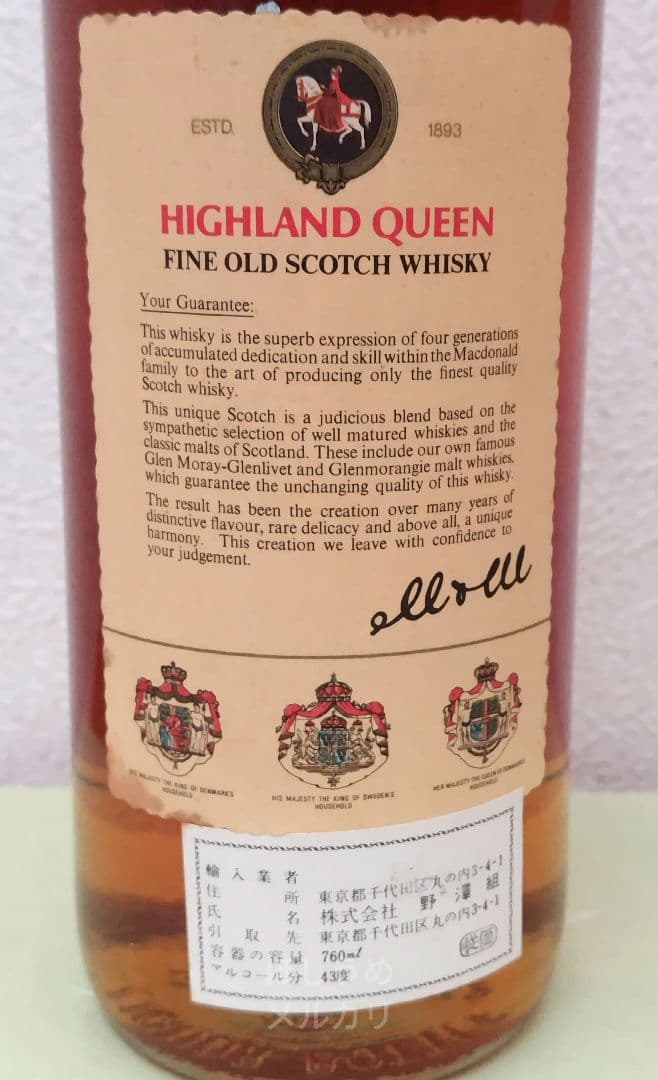 ESTD. 1893
HIGHLAND QUEEN
FINE OLD SCOTCH WHISKY
Your Guarantee:
This whisky is the superb expression of four generations
of accumulated dedication and skill within the Macdonald
family to the art of producing only the finest quality
Scotch whisky.
This unique Scotch is a judicious blend based on the
sympathetic selection of well matured whiskies and the
classic malts of Scotland. These include our own famous
Glen Moray-Glenlivet and Glenmorangie malt whiskies,
which guarantee the unchanging quality of this whisky.
The result has been the creation over many years of
distinctive flavour, rare delicacy and above all, a unique
harmony. This creation we leave with confidence to
your judgement.
HIS MAJESTY THE KING OF DENMARK'S
HOUSEHOLD
HIS MAJESTY THE KING OF SWEDEN'S
HOUSEHOLD
HER MAJESTY THE QUEEN OF DENMARK'S
HOUSEHOLD
輸入業者
住所 東京都千代田区丸の内3-4-1
氏名 株式会社 野澤組
引取先 東京都千代田区丸の内3-4-1
容器の容量 760ml
アルコール分 43度
メルカリ